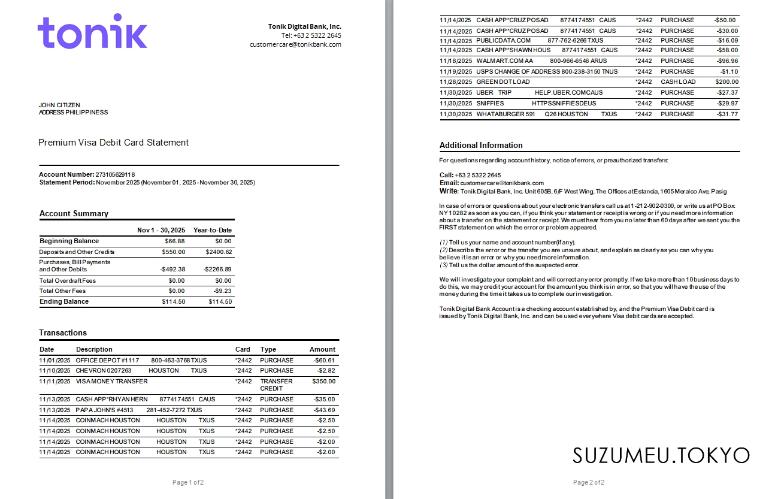 tonik
Tonik Digital Bank, Inc.
Tel: +63 2 5322 2645
customercare@tonikbank.com
JOHN CITIZEN
ADDRESS PHILIPPINESS
Premium Visa Debit Card Statement
Account Number: 273105629118
Statement Period: November 2025 (November 01, 2025 - November 30, 2025)
Account Summary
Nov 1 - 30, 2025 Year-to-Date
Beginning Balance $66.88 $0.00
Deposits and Other Credits $550.00 $2400.62
Purchases, Bill Payments
and Other Debits -$492.38 -$2266.89
Total Overdraft Fees $0.00 $0.00
Total Other Fees $0.00 -$9.23
Ending Balance $114.50 $114.50
Transactions
Date Description Card Type Amount
11/01/2025 OFFICE DEPOT #1117 800-463-3768 TXUS *2442 PURCHASE -$60.61
11/10/2025 CHEVRON 0207263 HOUSTON TXUS *2442 PURCHASE -$2.82
11/11/2025 VISA MONEY TRANSFER *2442 TRANSFER $350.00
CREDIT
11/13/2025 CASH APP*RHYAN HERN 8774174551 CAUS *2442 PURCHASE -$35.00
11/13/2025 PAPA JOHN'S #4513 281-452-7272 TXUS *2442 PURCHASE -$43.69
11/14/2025 COINMACH HOUSTON HOUSTON TXUS *2442 PURCHASE -$2.50
11/14/2025 COINMACH HOUSTON HOUSTON TXUS *2442 PURCHASE -$2.50
11/14/2025 COINMACH HOUSTON HOUSTON TXUS *2442 PURCHASE -$2.00
11/14/2025 COINMACH HOUSTON HOUSTON TXUS *2442 PURCHASE -$2.00
Page 1 of 2
11/14/2025 CASH APP*CRUZ POSAD 8774174551 CAUS *2442 PURCHASE -$50.00
11/14/2025 CASH APP*CRUZ POSAD 8774174551 CAUS *2442 PURCHASE -$30.00
11/14/2025 PUBLICDATA.COM 877-762-6266 TXUS *2442 PURCHASE -$16.09
11/14/2025 CASH APP*SHAWN HOUS 8774174551 CAUS *2442 PURCHASE -$58.00
11/18/2025 WALMART.COM AA 800-966-6546 ARUS *2442 PURCHASE -$96.96
11/19/2025 USPS CHANGE OF ADDRESS 800-238-3150 TNUS *2442 PURCHASE -$1.10
11/28/2025 GREEN DOT LOAD *2442 CASH LOAD $200.00
11/30/2025 UBER TRIP HELP.UBER.COMCAUS *2442 PURCHASE -$27.37
11/30/2025 SNIFFIES HTTPSSNIFFIESDEUS *2442 PURCHASE -$29.97
11/30/2025 WHATABURGER 591 Q26 HOUSTON TXUS *2442 PURCHASE -$31.77
Additional Information
For questions regarding account history, notice of errors, or preauthorized transfers:
Call: +63 2 5322 2645
Email: customercare@tonikbank.com
Write: Tonik Digital Bank, Inc. Unit 605B, 6/F West Wing, The Offices at Estancia, 1605 Meralco Ave, Pasig
In case of errors or questions about your electronic transfers call us at 1-212-902-0300, or write us at PO Box
NY 10282 as soon as you can, if you think your statement or receipt is wrong or if you need more information
about a transfer on the statement or receipt. We must hear from you no later than 60 days after we sent you the
FIRST statement on which the error or problem appeared.
(1) Tell us your name and account number (if any).
(2) Describe the error or the transfer you are unsure about, and explain as clearly as you can why you
believe it is an error or why you need more information.
(3) Tell us the dollar amount of the suspected error.
We will investigate your complaint and will correct any error promptly. If we take more than 10 business days to
do this, we may credit your account for the amount you think is in error, so that you will have the use of the
money during the time it takes us to complete our investigation.
Tonik Digital Bank Account is a checking account established by, and the Premium Visa Debit card is
issued by Tonik Digital Bank, Inc. and can be used everywhere Visa debit cards are accepted.
SUZUMEU.TOKYO
Page 2 of 2